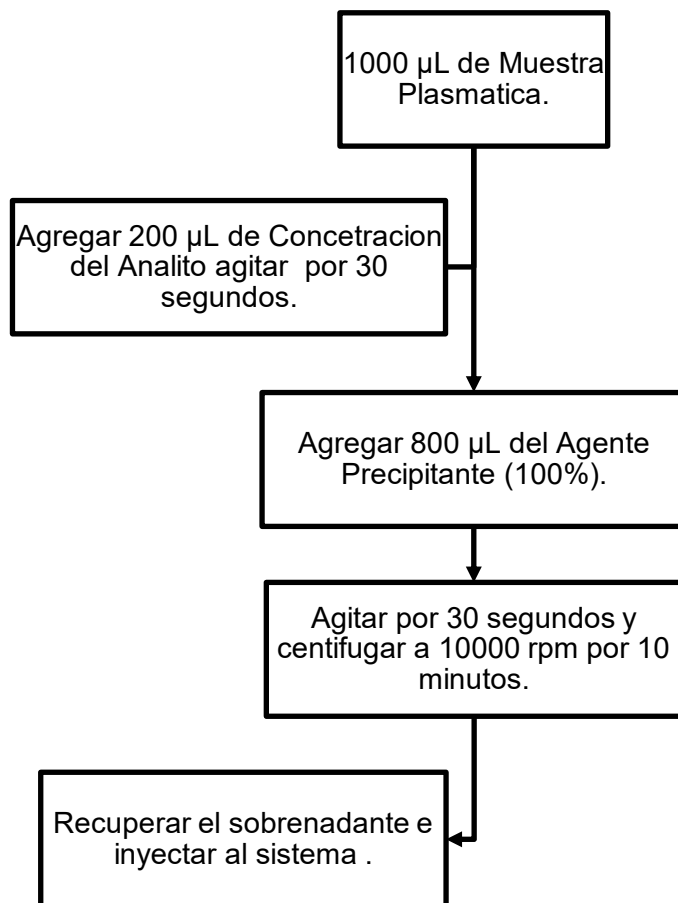 1000 µL de Muestra
Plasmatica.
Agregar 200 µL de Concetracion
del Analito agitar por 30
segundos.
Agregar 800 µL del Agente
Precipitante (100%).
Agitar por 30 segundos y
centifugar a 10000 rpm por 10
minutos.
Recuperar el sobrenadante e
inyectar al sistema .